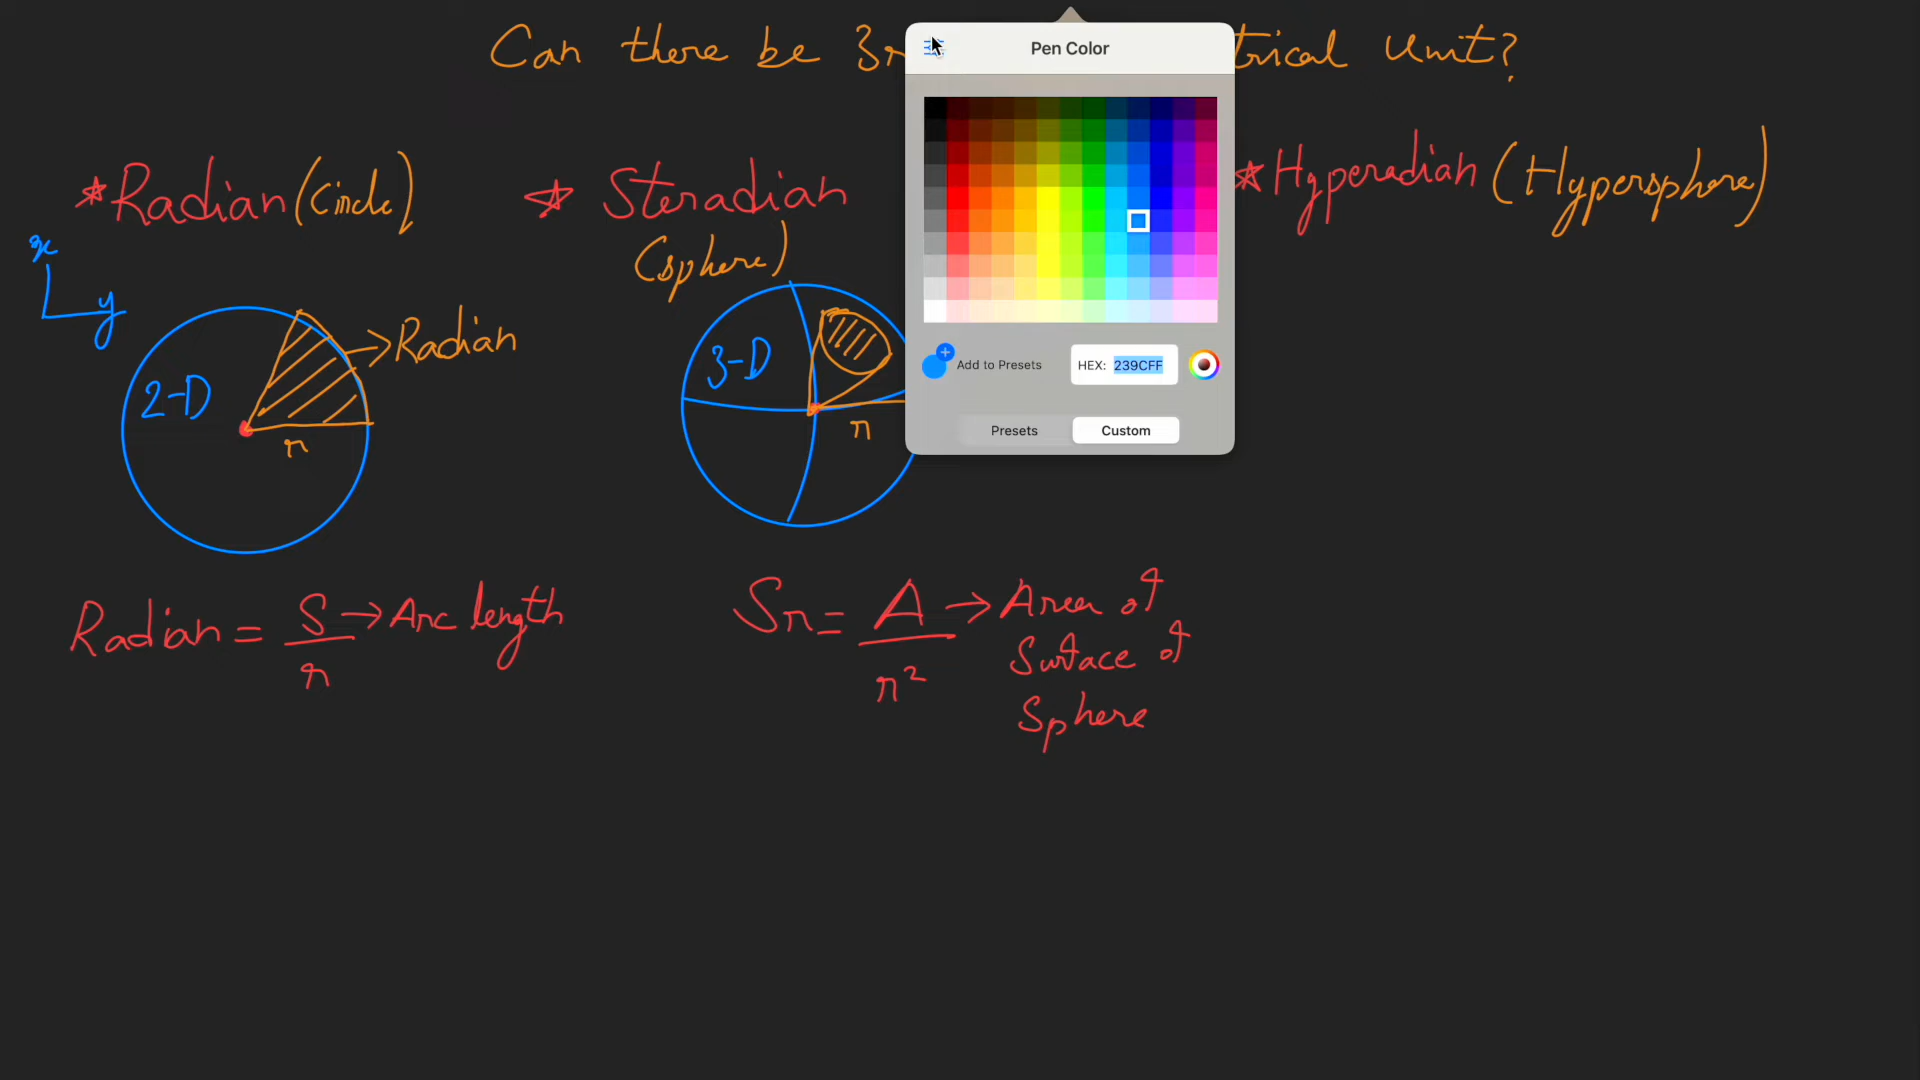 Can there be 3r
trical Unit?
Pen Color
*Radian (Circle)
* Steradian
(sphere)
*Hyperadian (Hypersphere)
x
y
2-D
r
→ Radian
3-D
r
Add to Presets
HEX: 239CFF
Presets
Custom
Radian = S → Arc length
r
Sr = A → Area of
Surface of
Sphere
r²